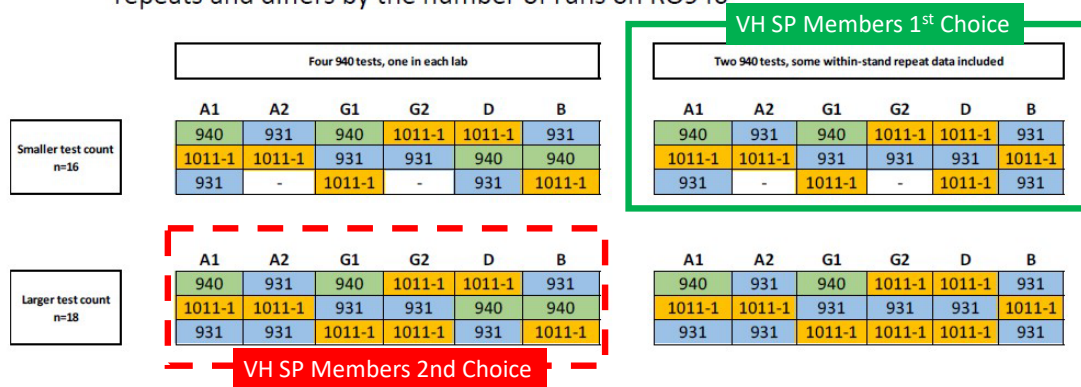 VH SP Members 1st Choice
Four 940 tests, one in each lab
Two 940 tests, some within-stand repeat data included
Smaller test count
n=16
A1 A2 G1 G2 D B
940 931 940 1011-1 1011-1 931
1011-1 1011-1 931 931 940 940
931 - 1011-1 - 931 1011-1
A1 A2 G1 G2 D B
940 931 940 1011-1 1011-1 931
1011-1 1011-1 931 931 931 1011-1
931 - 1011-1 - 1011-1 931
Larger test count
n=18
A1 A2 G1 G2 D B
940 931 940 1011-1 1011-1 931
1011-1 1011-1 931 931 940 940
931 931 1011-1 1011-1 931 1011-1
VH SP Members 2nd Choice
A1 A2 G1 G2 D B
940 931 940 1011-1 1011-1 931
1011-1 1011-1 931 931 931 1011-1
931 931 1011-1 1011-1 1011-1 931